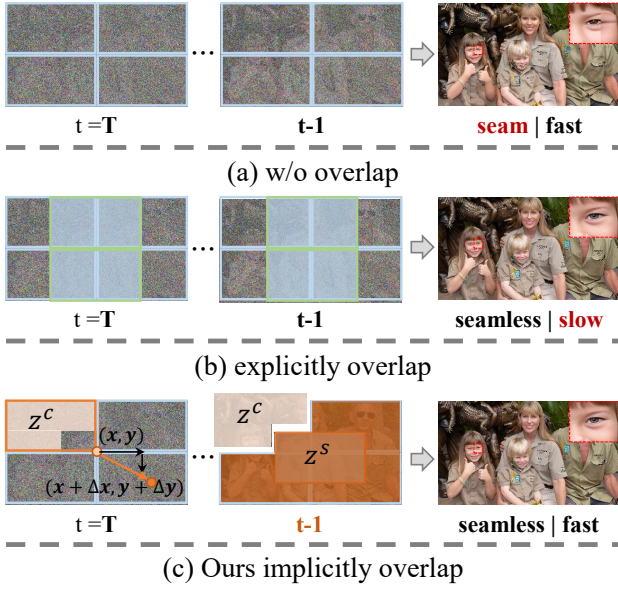 ...
t =T
t-1
seam | fast
(a) w/o overlap
...
t =T
t-1
seamless | slow
(b) explicitly overlap
z^c
(x, y)
(x + Δx, y + Δy)
...
z^c
z^s
t =T
t-1
seamless | fast
(c) Ours implicitly overlap